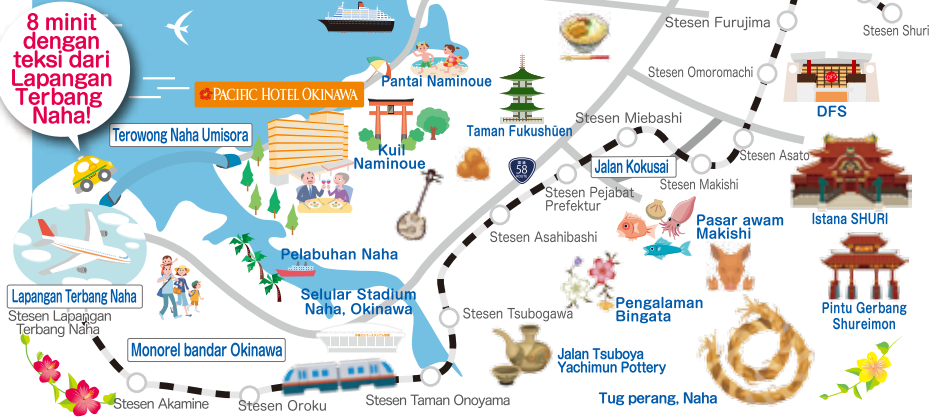 8 minit
dengan
teksi dari
Lapangan
Terbang
Naha!
PACIFIC HOTEL OKINAWA
Terowong Naha Umisora
Pantai Naminoue
Kuil
Naminoue
Taman Fukushūen
Stesen Furujima
Stesen Shuri
Stesen Omoromachi
DFS
Stesen Miebashi
58
Jalan Kokusai
Stesen Asato
Stesen Makishi
Stesen Pejabat
Prefektur
Istana SHURI
Stesen Asahibashi
Pasar awam
Makishi
Pelabuhan Naha
Lapangan Terbang Naha
Stesen Lapangan
Terbang Naha
Selular Stadium
Naha, Okinawa
Stesen Tsubogawa
Pengalaman
Bingata
Pintu Gerbang
Shureimon
Monorel bandar Okinawa
Jalan Tsuboya
Yachimun Pottery
Tug perang, Naha
Stesen Akamine
Stesen Oroku
Stesen Taman Onoyama